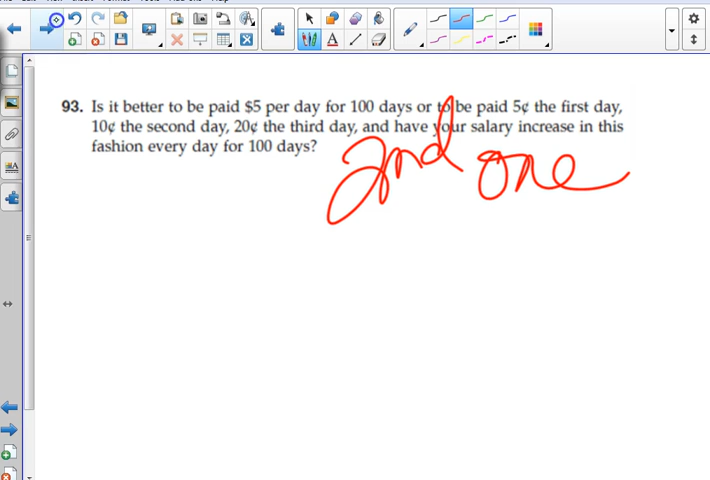 93. Is it better to be paid $5 per day for 100 days or to be paid 5¢ the first day,
10¢ the second day, 20¢ the third day, and have your salary increase in this
fashion every day for 100 days?
2nd one